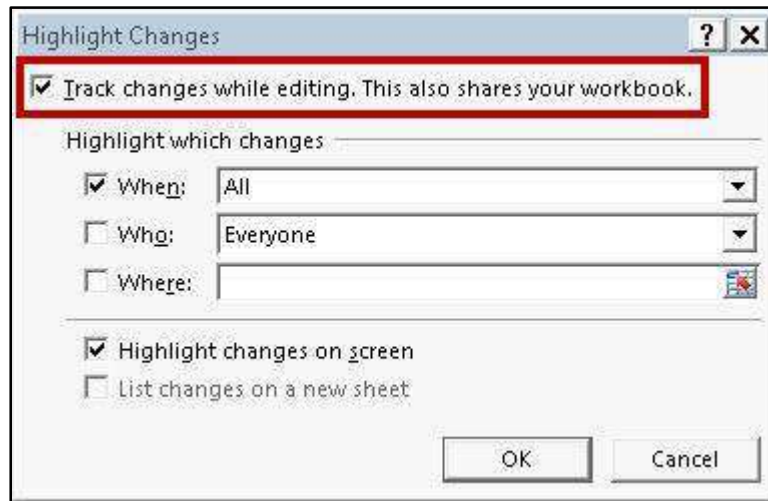 Highlight Changes ? X
Track changes while editing. This also shares your workbook.
Highlight which changes
When: All
Who: Everyone
Where:
Highlight changes on screen
List changes on a new sheet
OK Cancel